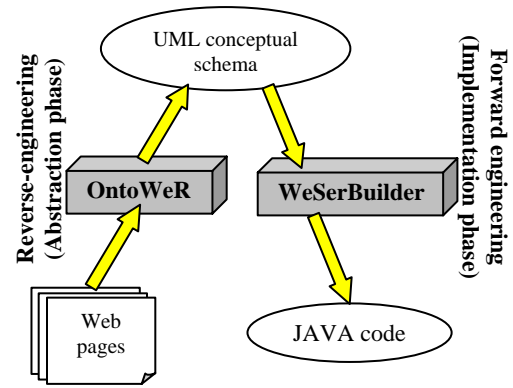 UML conceptual
schema
Reverse-engineering
(Abstraction phase)
Forward engineering
(Implementation phase)
OntoWeR
WeSerBuilder
Web
pages
JAVA code